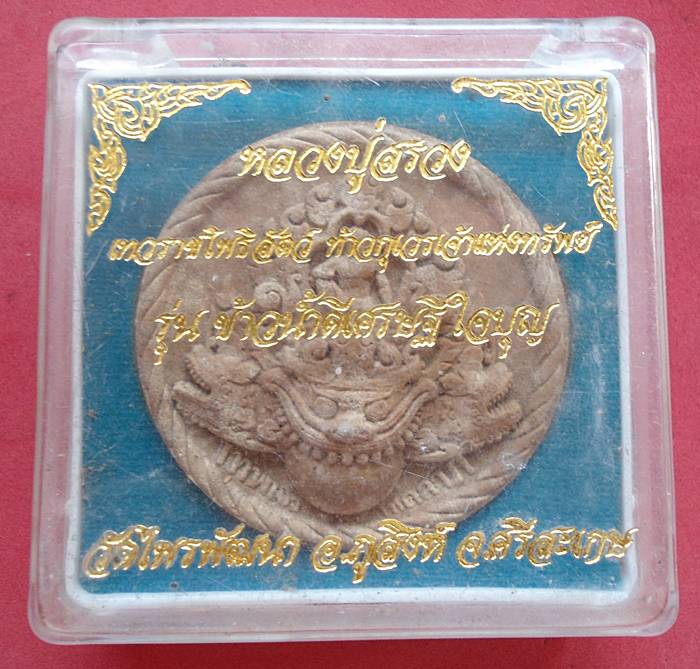 หลวงปู่สรวง
เทวราชโพธิสัตว์ ท้าวกุเวรเจ้าแห่งทรัพย์
รุ่น ข้าวน้ำดีเศรษฐี ใจบุญ
วัดไพรพัฒนา อ.ภูสิงห์ จ.ศรีสะเกษ